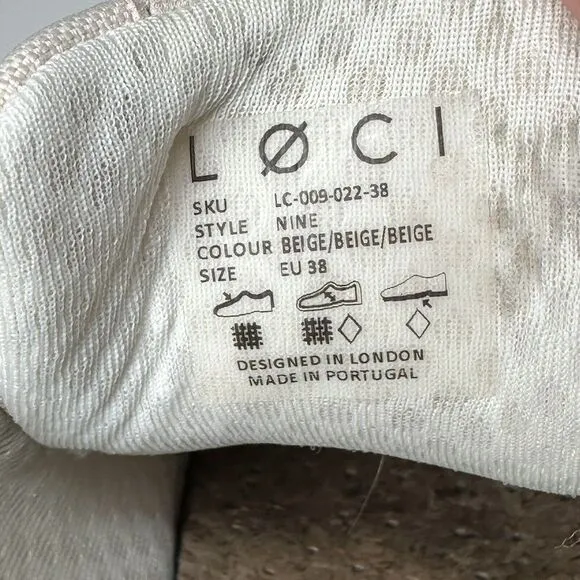 LØCI
SKU LC-009-022-38
STYLE NINE
COLOUR BEIGE/BEIGE/BEIGE
SIZE EU 38
DESIGNED IN LONDON
MADE IN PORTUGAL